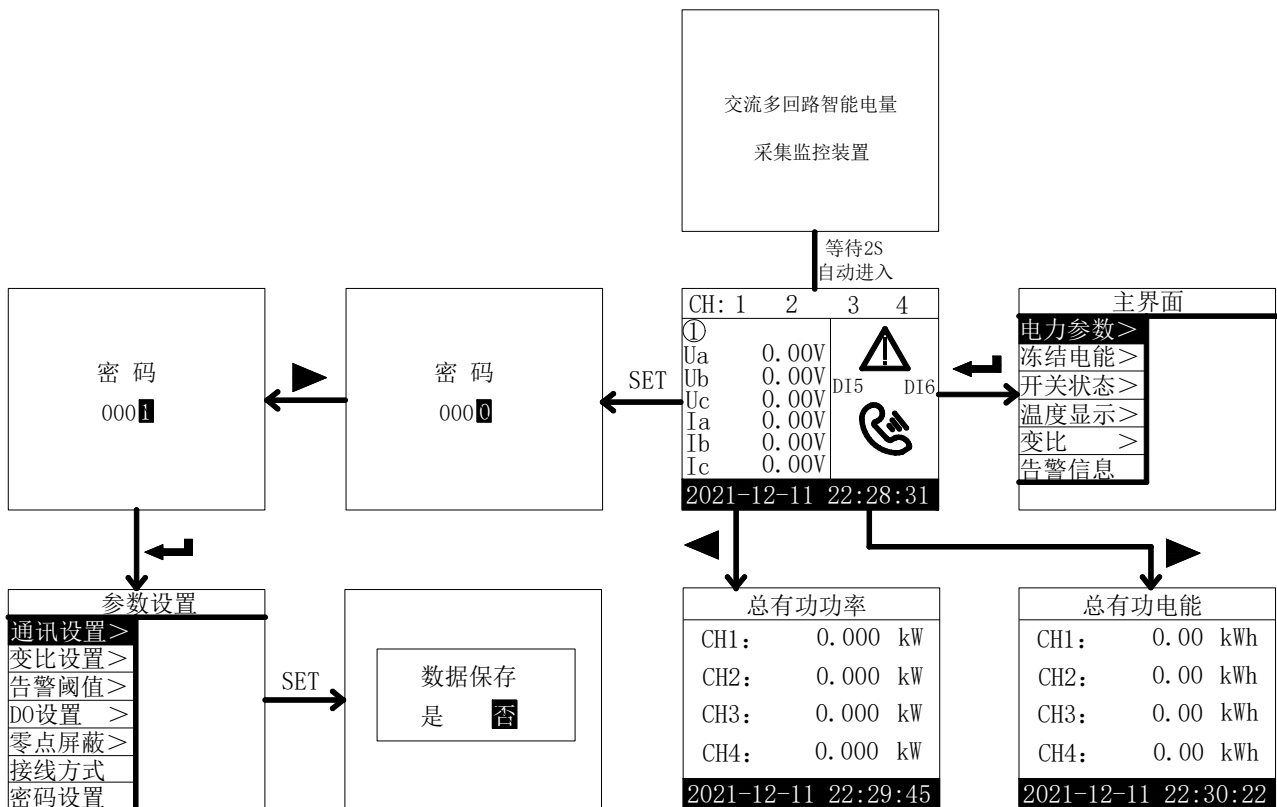 交流多回路智能电量
采集监控装置
等待2S
自动进入
密 码
0001
密 码
0000
SET
CH: 1 2 3 4
①
Ua 0.00V
Ub 0.00V
Uc 0.00V
Ia 0.00V
Ib 0.00V
Ic 0.00V
DI5 DI6
2021-12-11 22:28:31
主界面
电力参数>
冻结电能>
开关状态>
温度显示>
变比 >
告警信息
参数设置
通讯设置>
变比设置>
告警阈值>
DO设置 >
零点屏蔽>
接线方式
密码设置
SET
数据保存
是 否
总有功功率
CH1: 0.000 kW
CH2: 0.000 kW
CH3: 0.000 kW
CH4: 0.000 kW
2021-12-11 22:29:45
总有功电能
CH1: 0.00 kWh
CH2: 0.00 kWh
CH3: 0.00 kWh
CH4: 0.00 kWh
2021-12-11 22:30:22